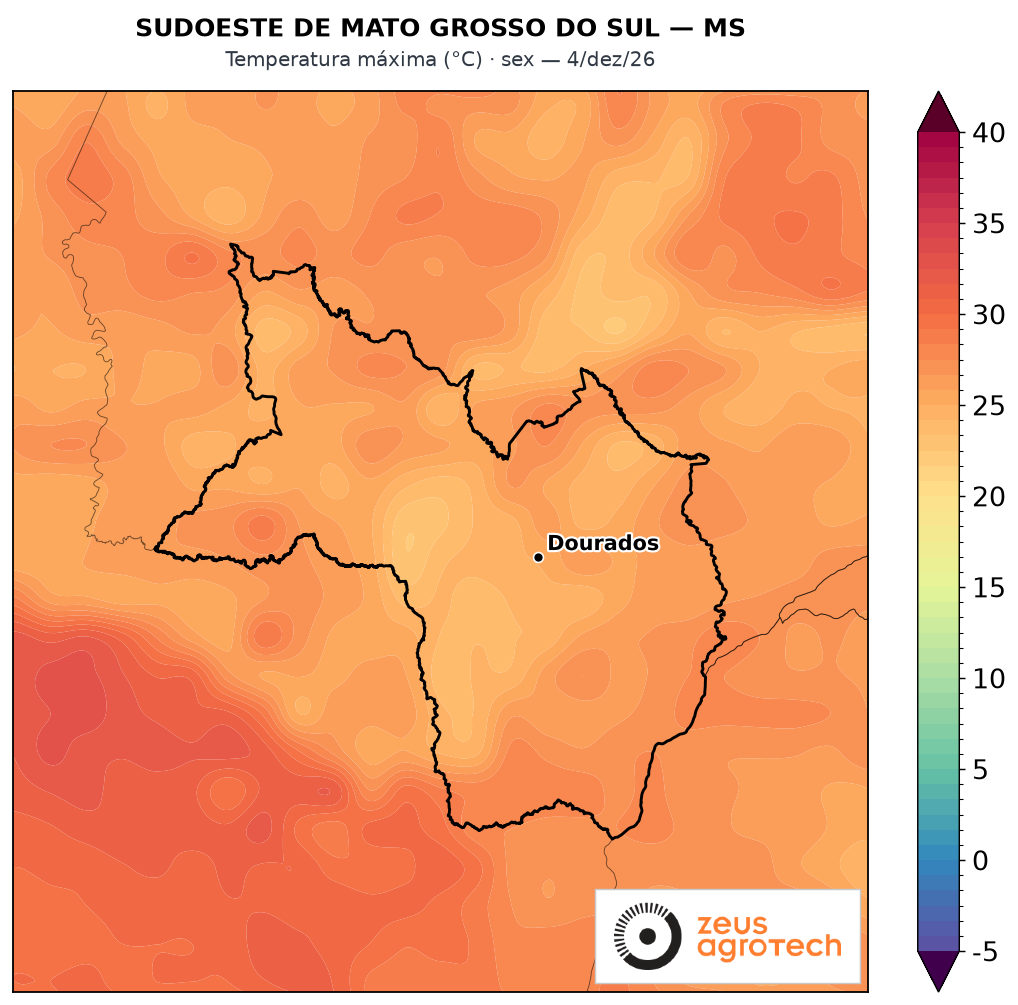 SUDOESTE DE MATO GROSSO DO SUL — MS
Temperatura máxima (°C) · sex — 4/dez/26
40
35
30
25
20
15
10
5
0
-5
Dourados
zeus
agrotech